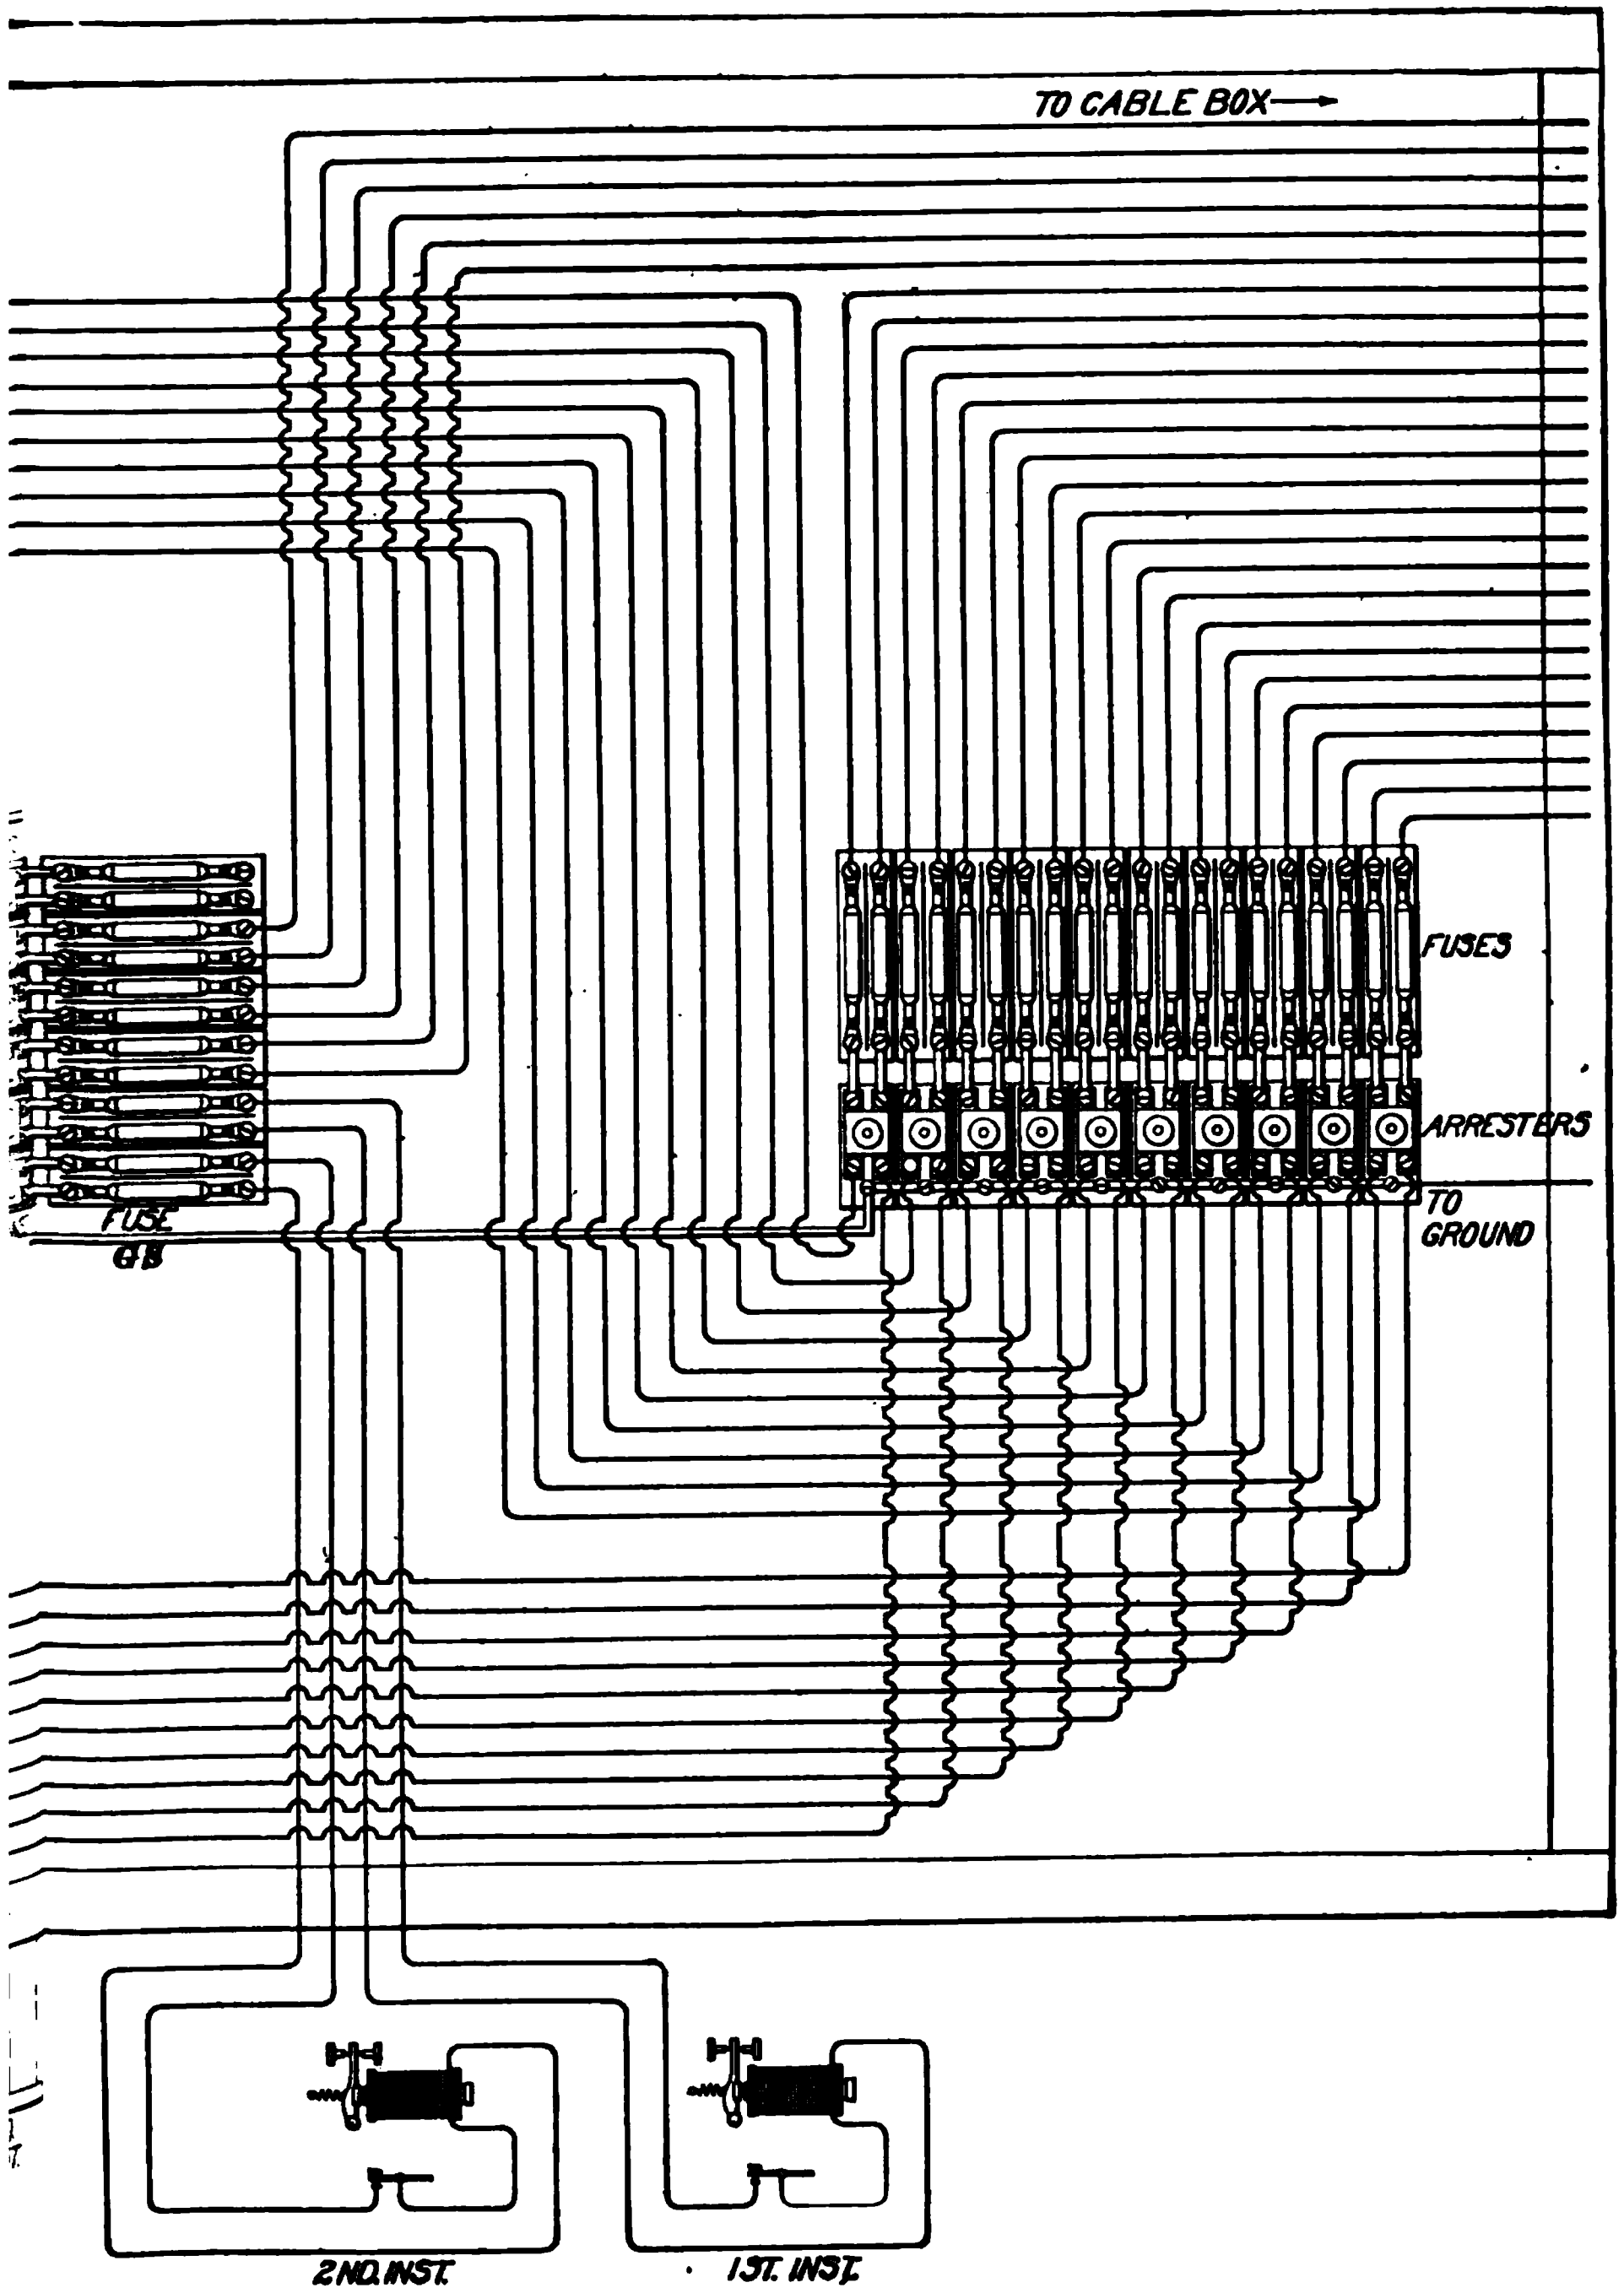 TO CABLE BOX
FUSES
ARRESTERS
TO
GROUND
FUSE
2ND. INST.
1ST. INST.